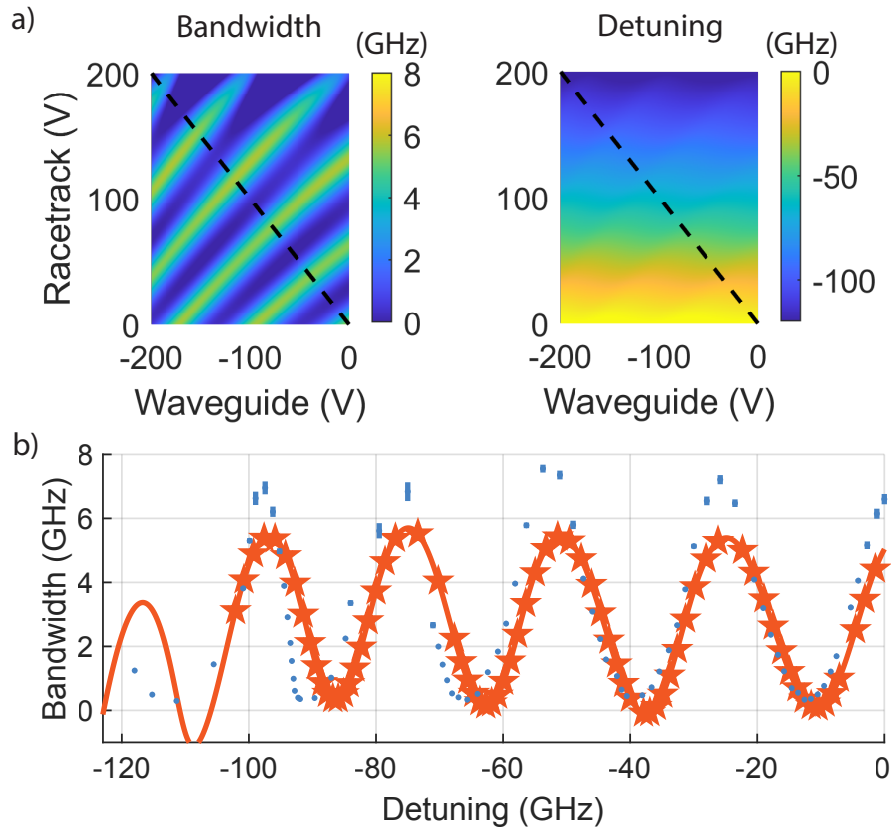 a)
Bandwidth
(GHz)
Detuning
(GHz)
Racetrack (V)
200
100
0
-200
-100
0
Waveguide (V)
8
6
4
2
0
200
100
0
-200
-100
0
Waveguide (V)
0
-50
-100
b)
Bandwidth (GHz)
8
6
4
2
0
-120
-100
-80
-60
-40
-20
0
Detuning (GHz)